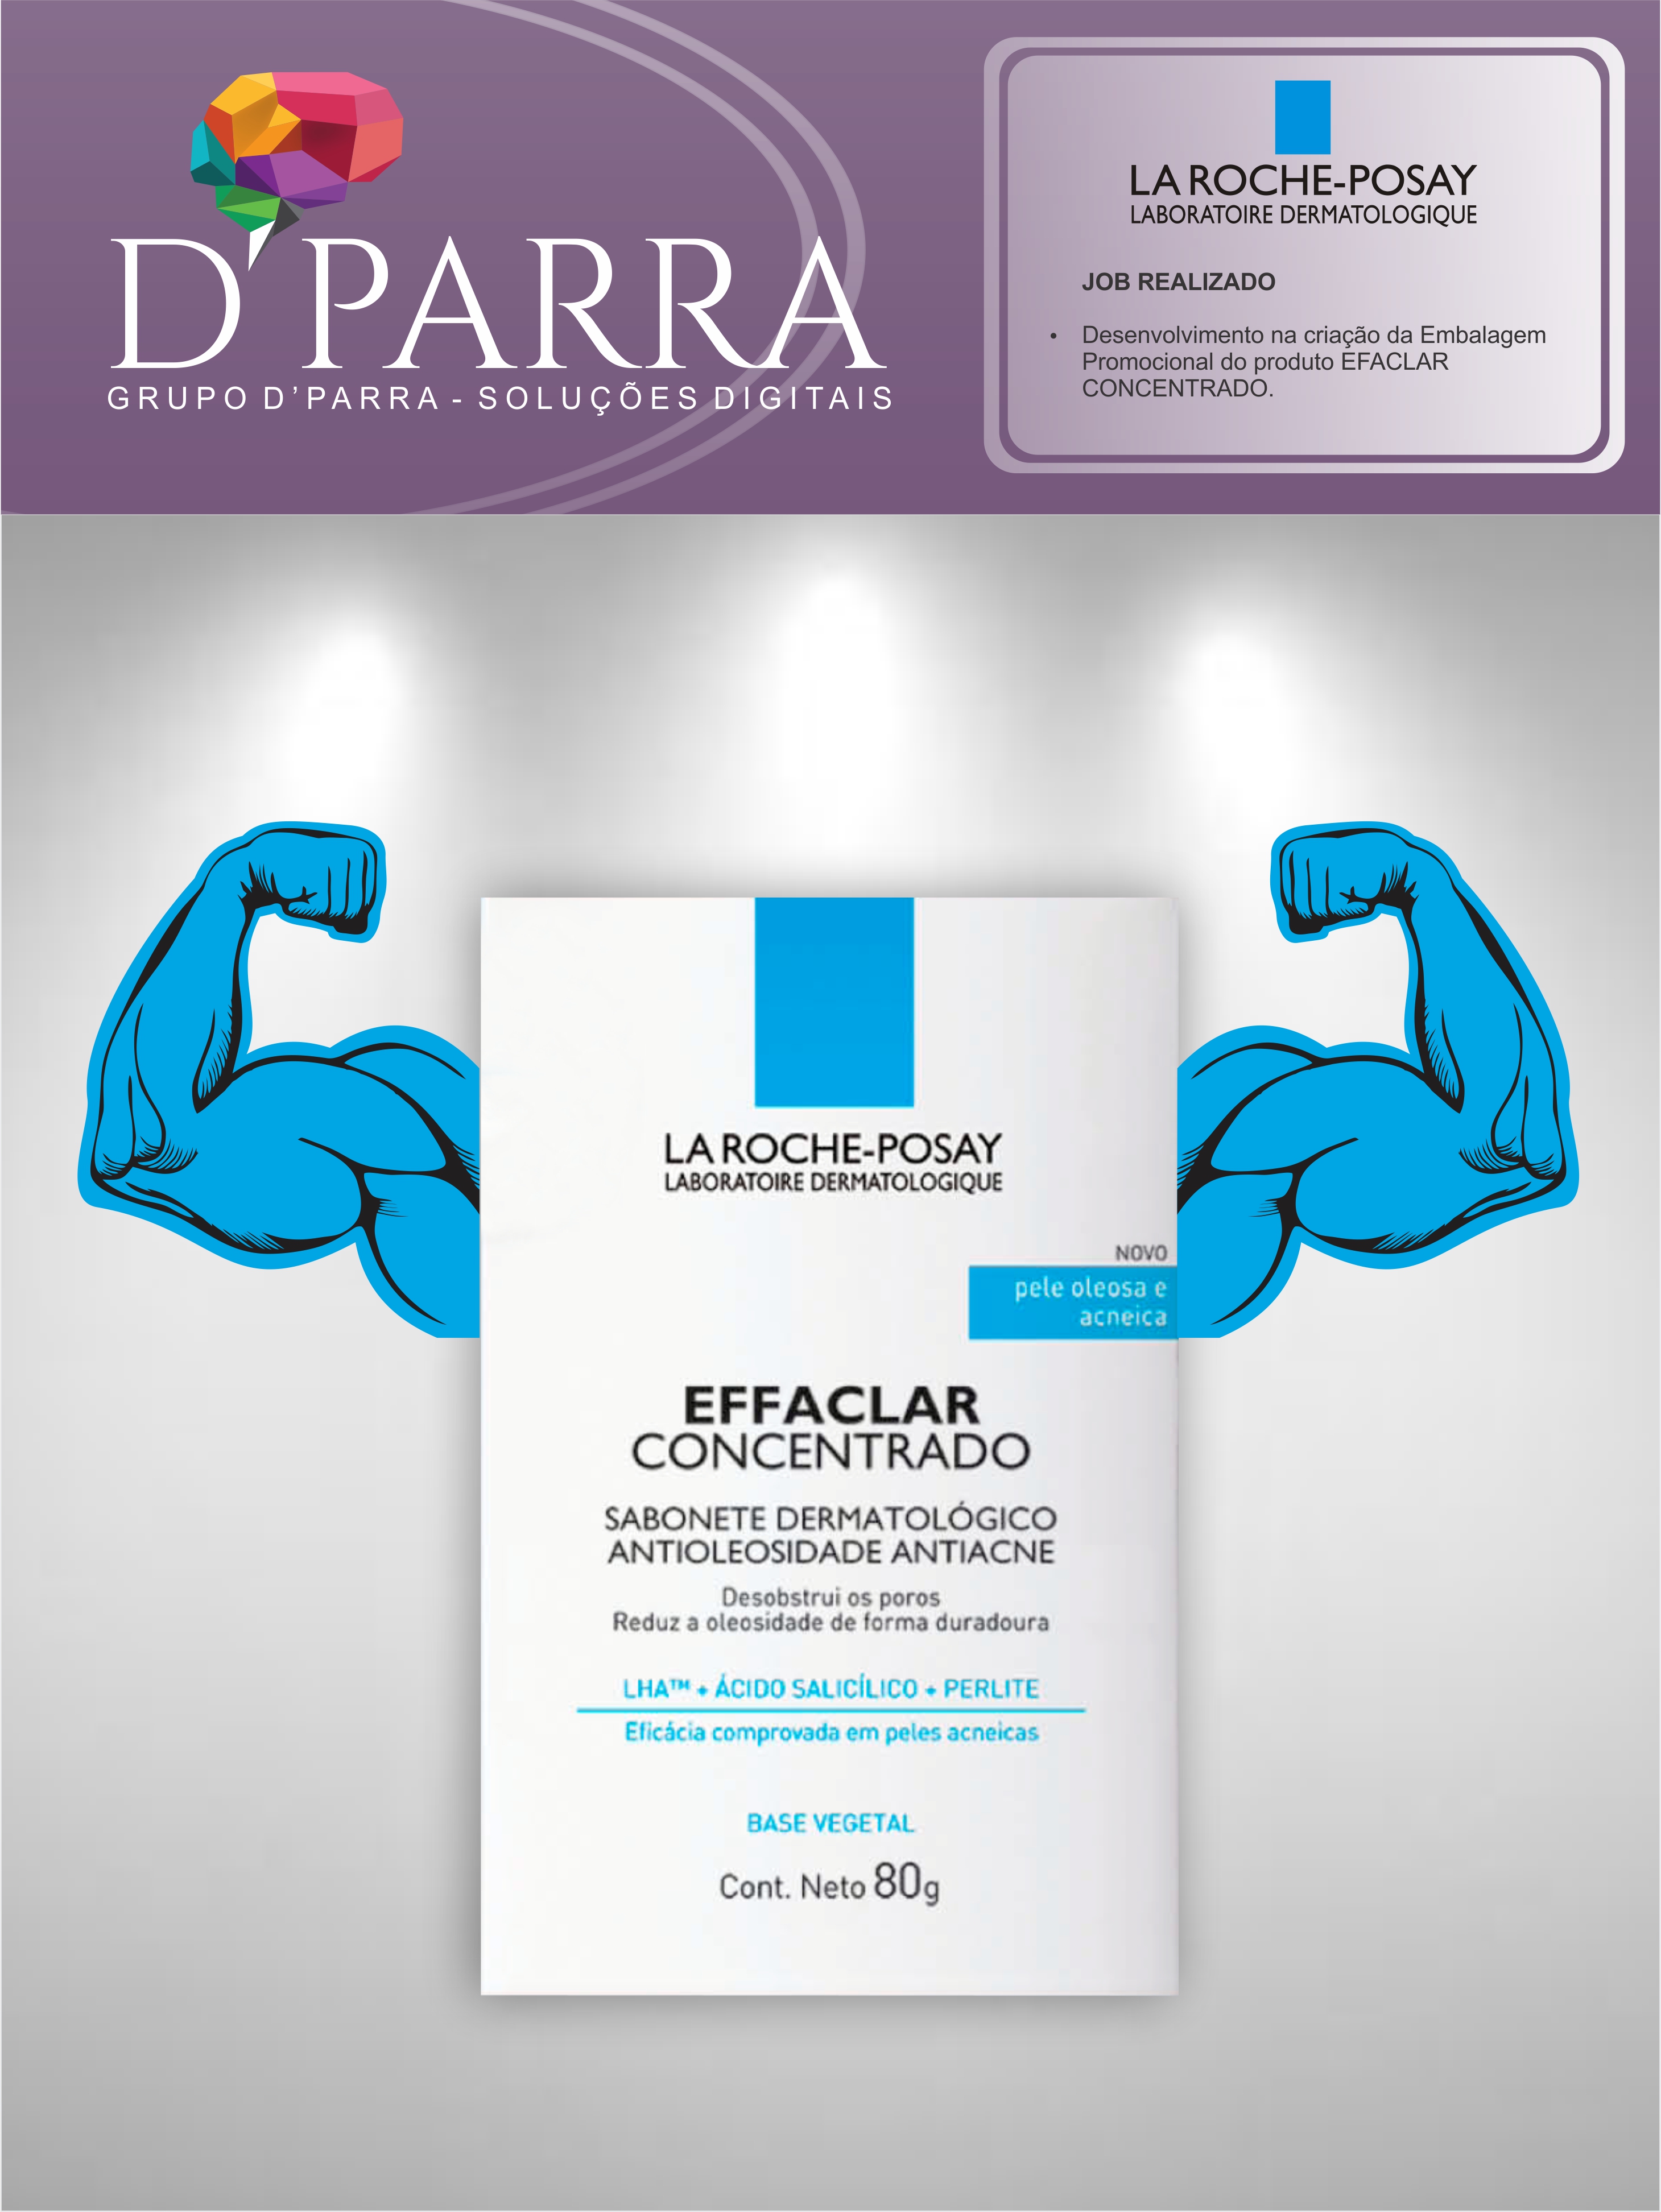 D'PARRA
GRUPO D'PARRA - SOLUÇÕES DIGITAIS
LA ROCHE-POSAY
LABORATOIRE DERMATOLOGIQUE
JOB REALIZADO
• Desenvolvimento na criação da Embalagem
Promocional do produto EFACLAR
CONCENTRADO.
LA ROCHE-POSAY
LABORATOIRE DERMATOLOGIQUE
NOVO
pele oleosa e
acneica
EFFACLAR
CONCENTRADO
SABONETE DERMATOLÓGICO
ANTIOLEOSIDADE ANTIACNE
Desobstrui os poros
Reduz a oleosidade de forma duradoura
LHA™ + ÁCIDO SALICÍLICO + PERLITE
Eficácia comprovada em peles acneicas
BASE VEGETAL
Cont. Neto 80g